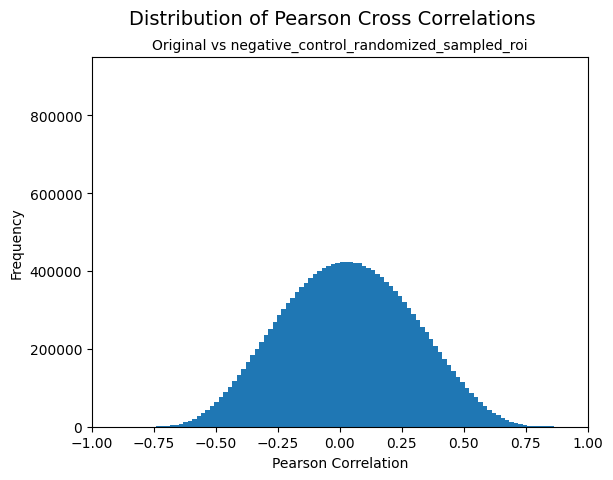 Distribution of Pearson Cross Correlations
Original vs negative_control_randomized_sampled_roi
800000
600000
400000
200000
0
Frequency
−1.00 −0.75 −0.50 −0.25 0.00 0.25 0.50 0.75 1.00
Pearson Correlation